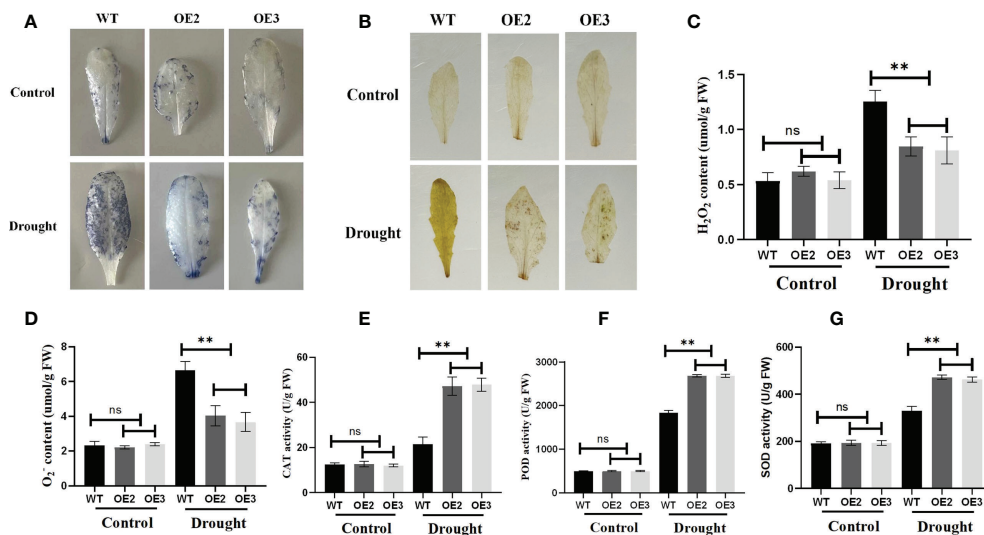 A
WT OE2 OE3
Control
Drought
B
WT OE2 OE3
Control
Drought
C
H₂O₂ content (umol/g FW)
1.5
1.0
0.5
0.0
ns
**
WT OE2 OE3 WT OE2 OE3
Control Drought
D
O₂⁻ content (umol/g FW)
8
6
4
2
0
ns
**
WT OE2 OE3 WT OE2 OE3
Control Drought
E
CAT activity (U/g FW)
60
40
20
0
ns
**
WT OE2 OE3 WT OE2 OE3
Control Drought
F
POD activity (U/g FW)
3000
2000
1000
0
ns
**
WT OE2 OE3 WT OE2 OE3
Control Drought
G
SOD activity (U/g FW)
600
400
200
0
ns
**
WT OE2 OE3 WT OE2 OE3
Control Drought